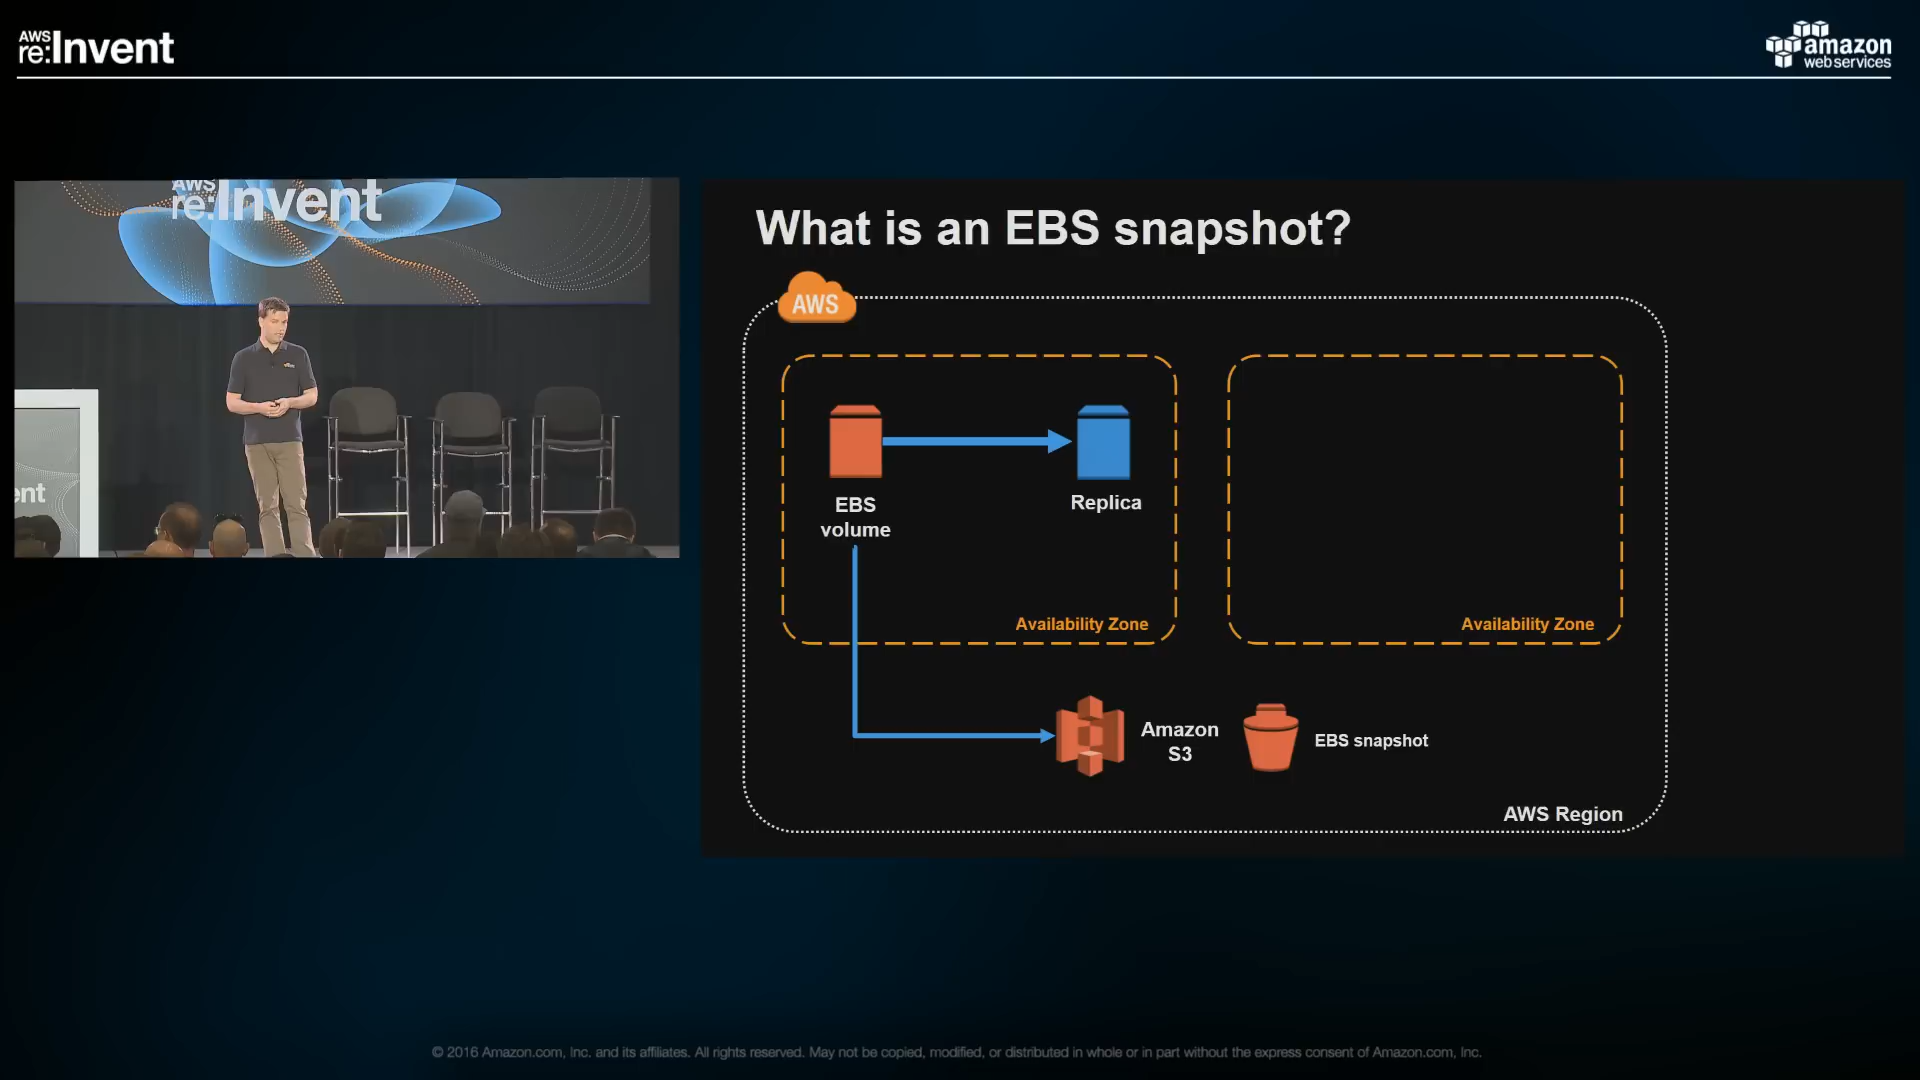 AWS
re:Invent
amazon
web services
AWS
re:Invent
ent
What is an EBS snapshot?
AWS
EBS
volume
Replica
Availability Zone
Availability Zone
Amazon
S3
EBS snapshot
AWS Region
© 2016 Amazon.com, Inc. and its affiliates. All rights reserved. May not be copied, modified, or distributed in whole or in part without the express consent of Amazon.com, Inc.